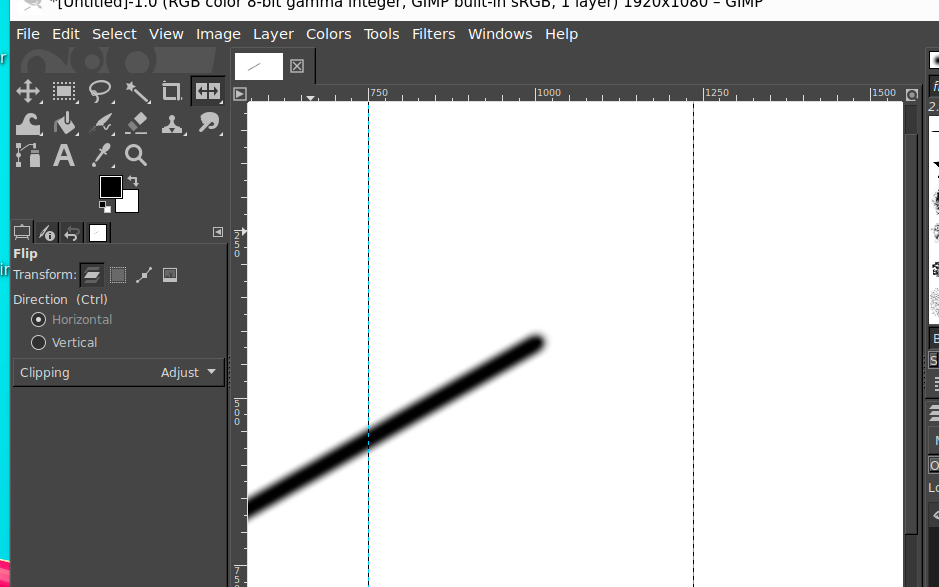 *[Untitled]-1.0 (RGB color 8-bit gamma integer, GIMP built-in sRGB, 1 layer) 1920x1080 – GIMP
File Edit Select View Image Layer Colors Tools Filters Windows Help
750 1000 1250 1500
250
500
Flip
Transform:
Direction (Ctrl)
Horizontal
Vertical
Clipping Adjust